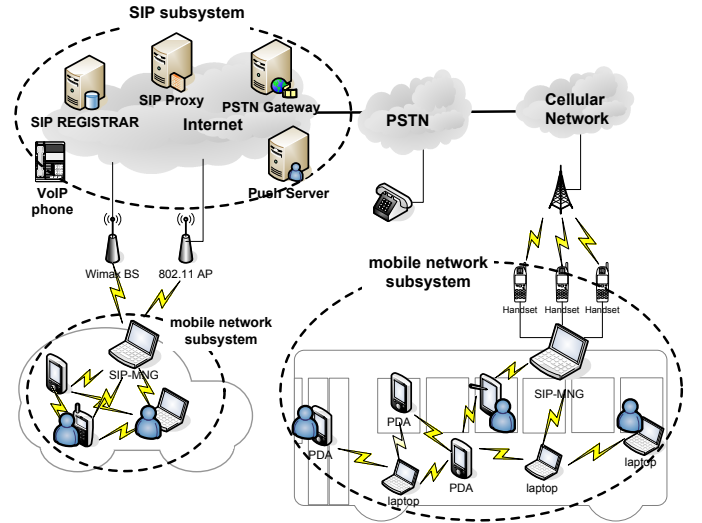 SIP subsystem
SIP Proxy
SIP REGISTRAR
PSTN Gateway
Internet
VoIP
phone
Push Server
PSTN
Cellular
Network
Wimax BS
802.11 AP
mobile network
subsystem
SIP-MNG
mobile network
subsystem
Handset
Handset
Handset
SIP-MNG
PDA
PDA
laptop
PDA
laptop
laptop